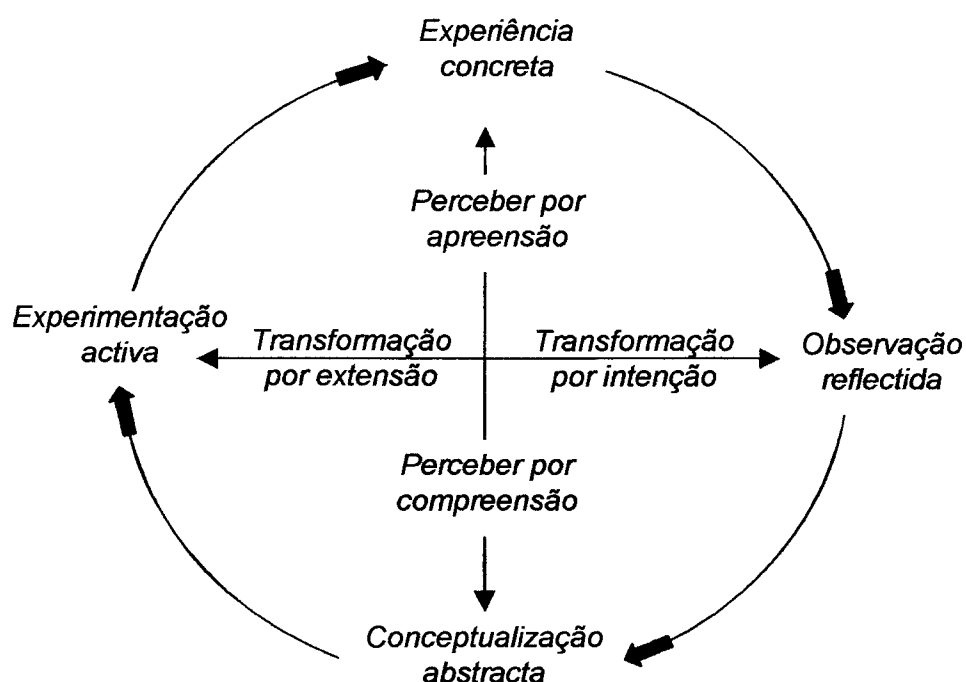 Experiência
concreta
Perceber por
apreensão
Experimentação
activa
Transformação
por extensão
Transformação
por intenção
Observação
reflectida
Perceber por
compreensão
Conceptualização
abstracta